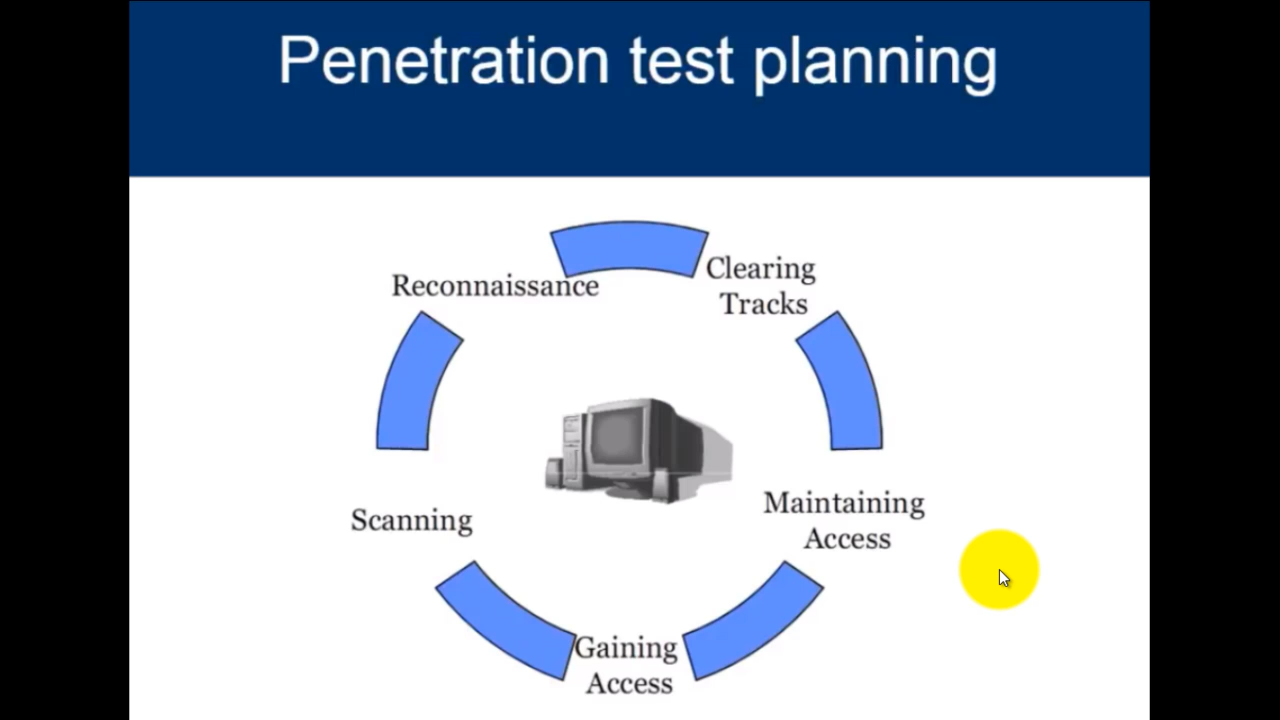 Penetration test planning
Reconnaissance
Clearing
Tracks
Scanning
Maintaining
Access
Gaining
Access